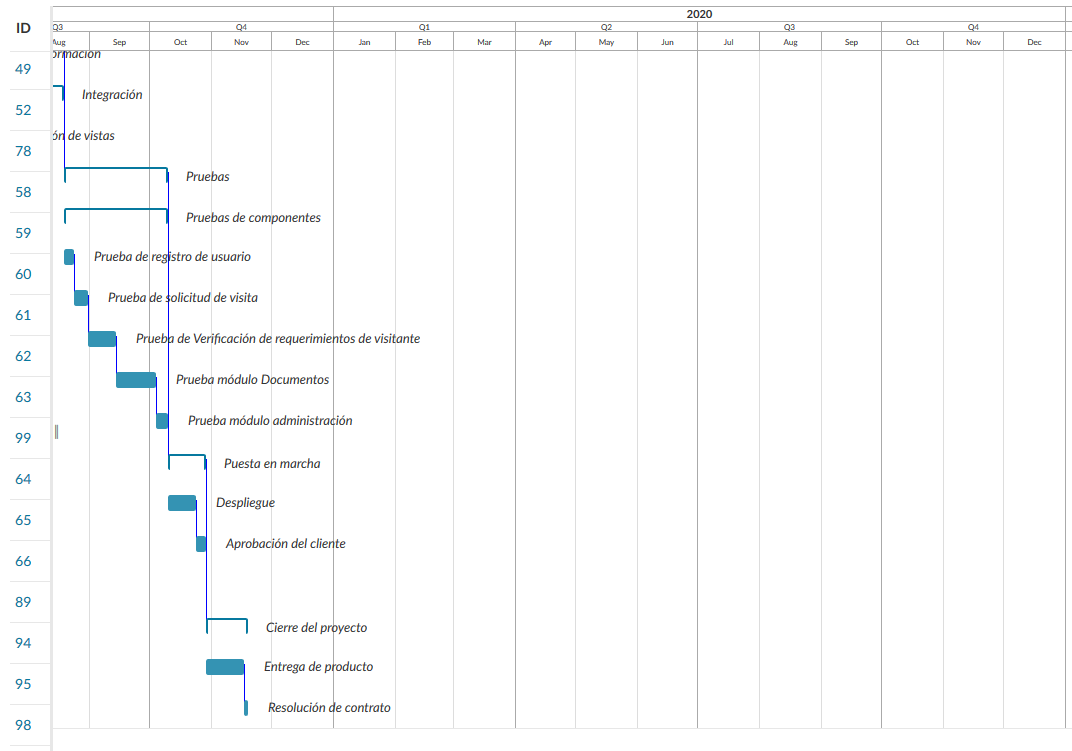 2020
ID
Q3 Q4 Q1 Q2 Q3 Q4
Aug Sep Oct Nov Dec Jan Feb Mar Apr May Jun Jul Aug Sep Oct Nov Dec
ormación
49
Integración
52
ón de vistas
78
Pruebas
58
Pruebas de componentes
59
Prueba de registro de usuario
60
Prueba de solicitud de visita
61
Prueba de Verificación de requerimientos de visitante
62
Prueba módulo Documentos
63
Prueba módulo administración
99
Puesta en marcha
64
Despliegue
65
Aprobación del cliente
66
89
Cierre del proyecto
94
Entrega de producto
95
Resolución de contrato
98